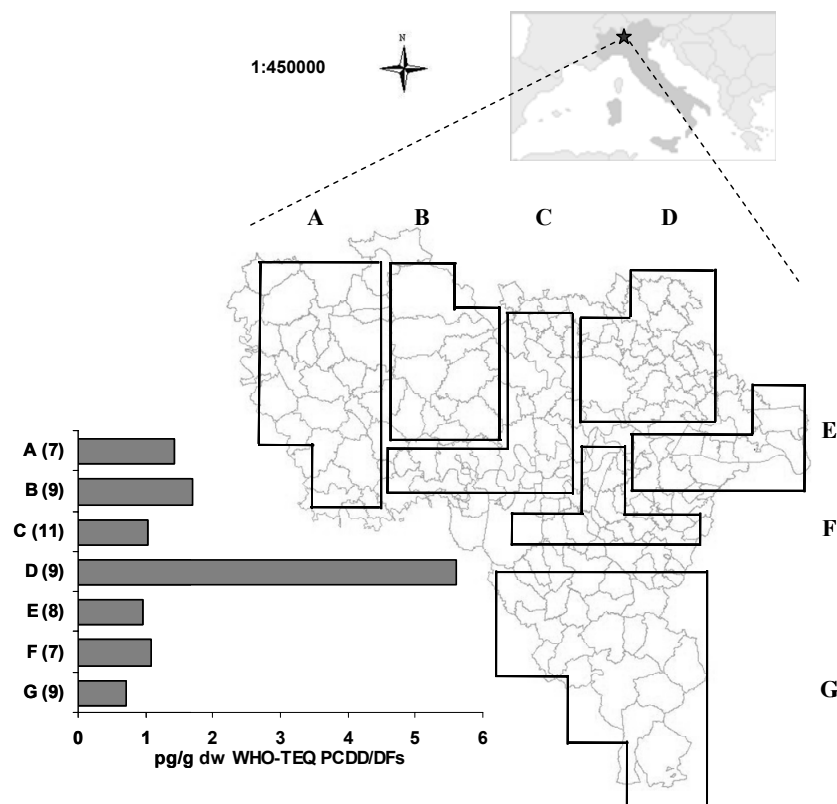 N
1:450000
A B C D
E
F
G
A (7)
B (9)
C (11)
D (9)
E (8)
F (7)
G (9)
0 1 2 3 4 5 6
pg/g dw WHO-TEQ PCDD/DFs